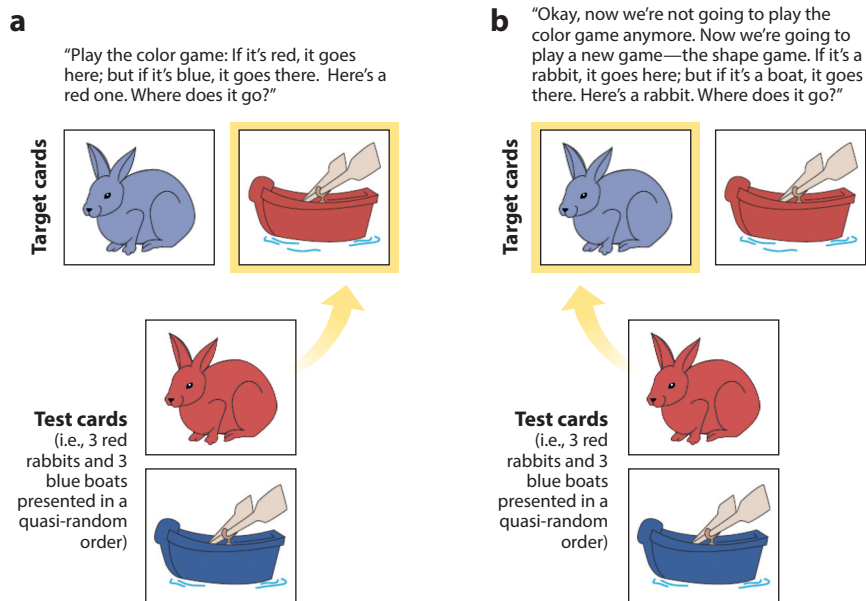 a
“Play the color game: If it’s red, it goes
here; but if it’s blue, it goes there.  Here’s a
red one. Where does it go?”
Target cards
Test cards
(i.e., 3 red
rabbits and 3
blue boats
presented in a
quasi-random
order)
b
“Okay, now we’re not going to play the
color game anymore. Now we’re going to
play a new game—the shape game. If it’s a
rabbit, it goes here; but if it’s a boat, it goes
there. Here’s a rabbit. Where does it go?”
Target cards
Test cards
(i.e., 3 red
rabbits and 3
blue boats
presented in a
quasi-random
order)